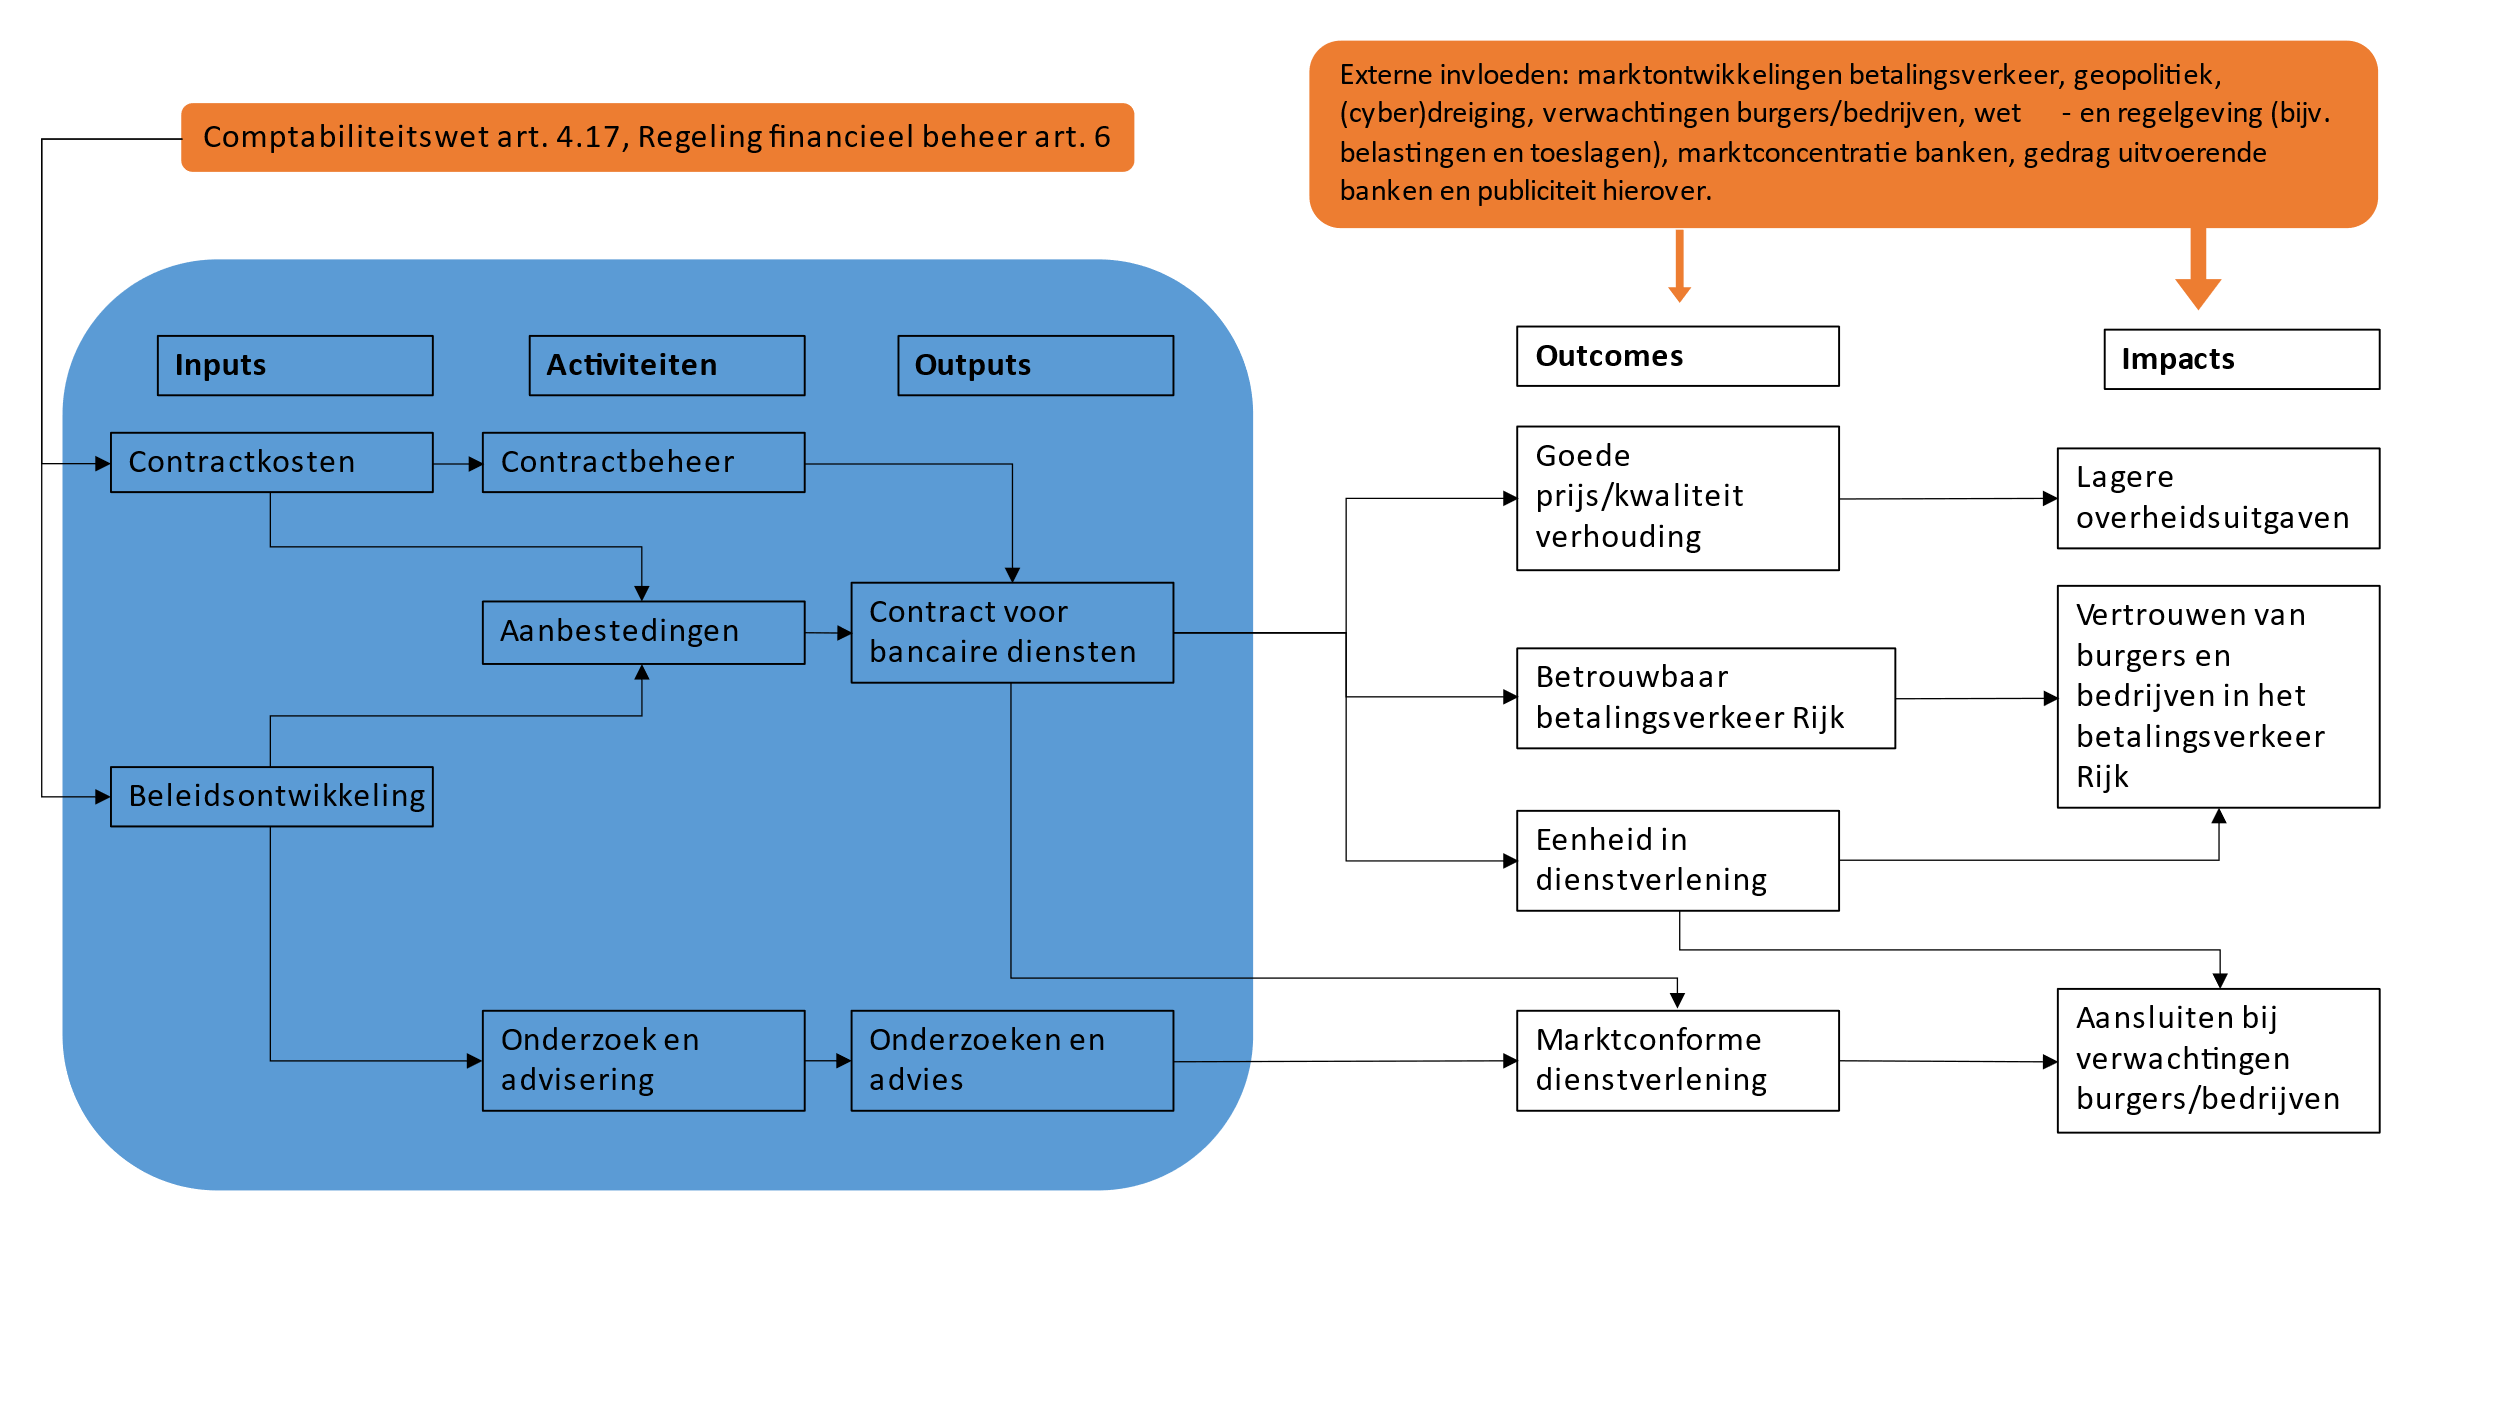 Externe invloeden: marktontwikkelingen betalingsverkeer, geopolitiek,
(cyber)dreiging, verwachtingen burgers/bedrijven, wet - en regelgeving (bijv.
belastingen en toeslagen), marktconcentratie banken, gedrag uitvoerende
banken en publiciteit hierover.
Comptabiliteitswet art. 4.17, Regeling financieel beheer art. 6
Inputs
Activiteiten
Outputs
Outcomes
Impacts
Contractkosten
Contractbeheer
Goede
prijs/kwaliteit
verhouding
Lagere
overheidsuitgaven
Aanbestedingen
Contract voor
bancaire diensten
Betrouwbaar
betalingsverkeer Rijk
Vertrouwen van
burgers en
bedrijven in het
betalingsverkeer
Rijk
Beleidsontwikkeling
Eenheid in
dienstverlening
Onderzoek en
advisering
Onderzoeken en
advies
Marktconforme
dienstverlening
Aansluiten bij
verwachtingen
burgers/bedrijven